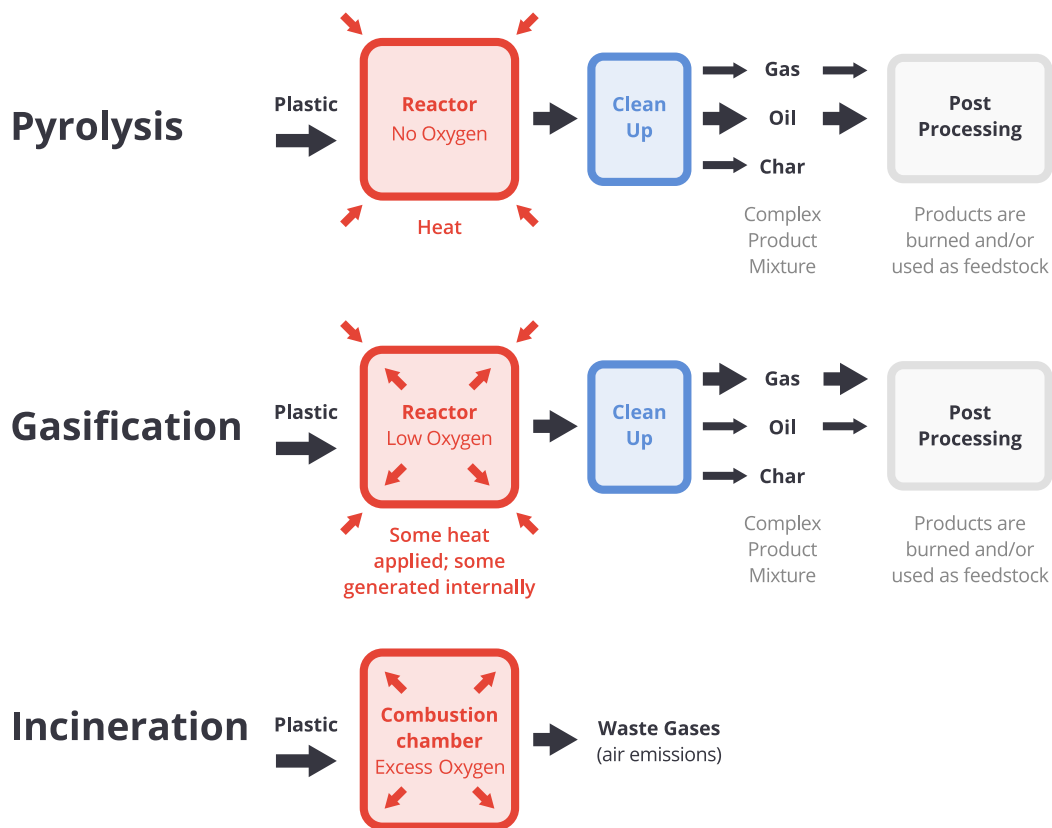 Pyrolysis
Plastic
Reactor
No Oxygen
Heat
Clean
Up
Gas
Oil
Char
Complex
Product
Mixture
Post
Processing
Products are
burned and/or
used as feedstock
Gasification
Plastic
Reactor
Low Oxygen
Some heat
applied; some
generated internally
Clean
Up
Gas
Oil
Char
Complex
Product
Mixture
Post
Processing
Products are
burned and/or
used as feedstock
Incineration
Plastic
Combustion
chamber
Excess Oxygen
Waste Gases
(air emissions)